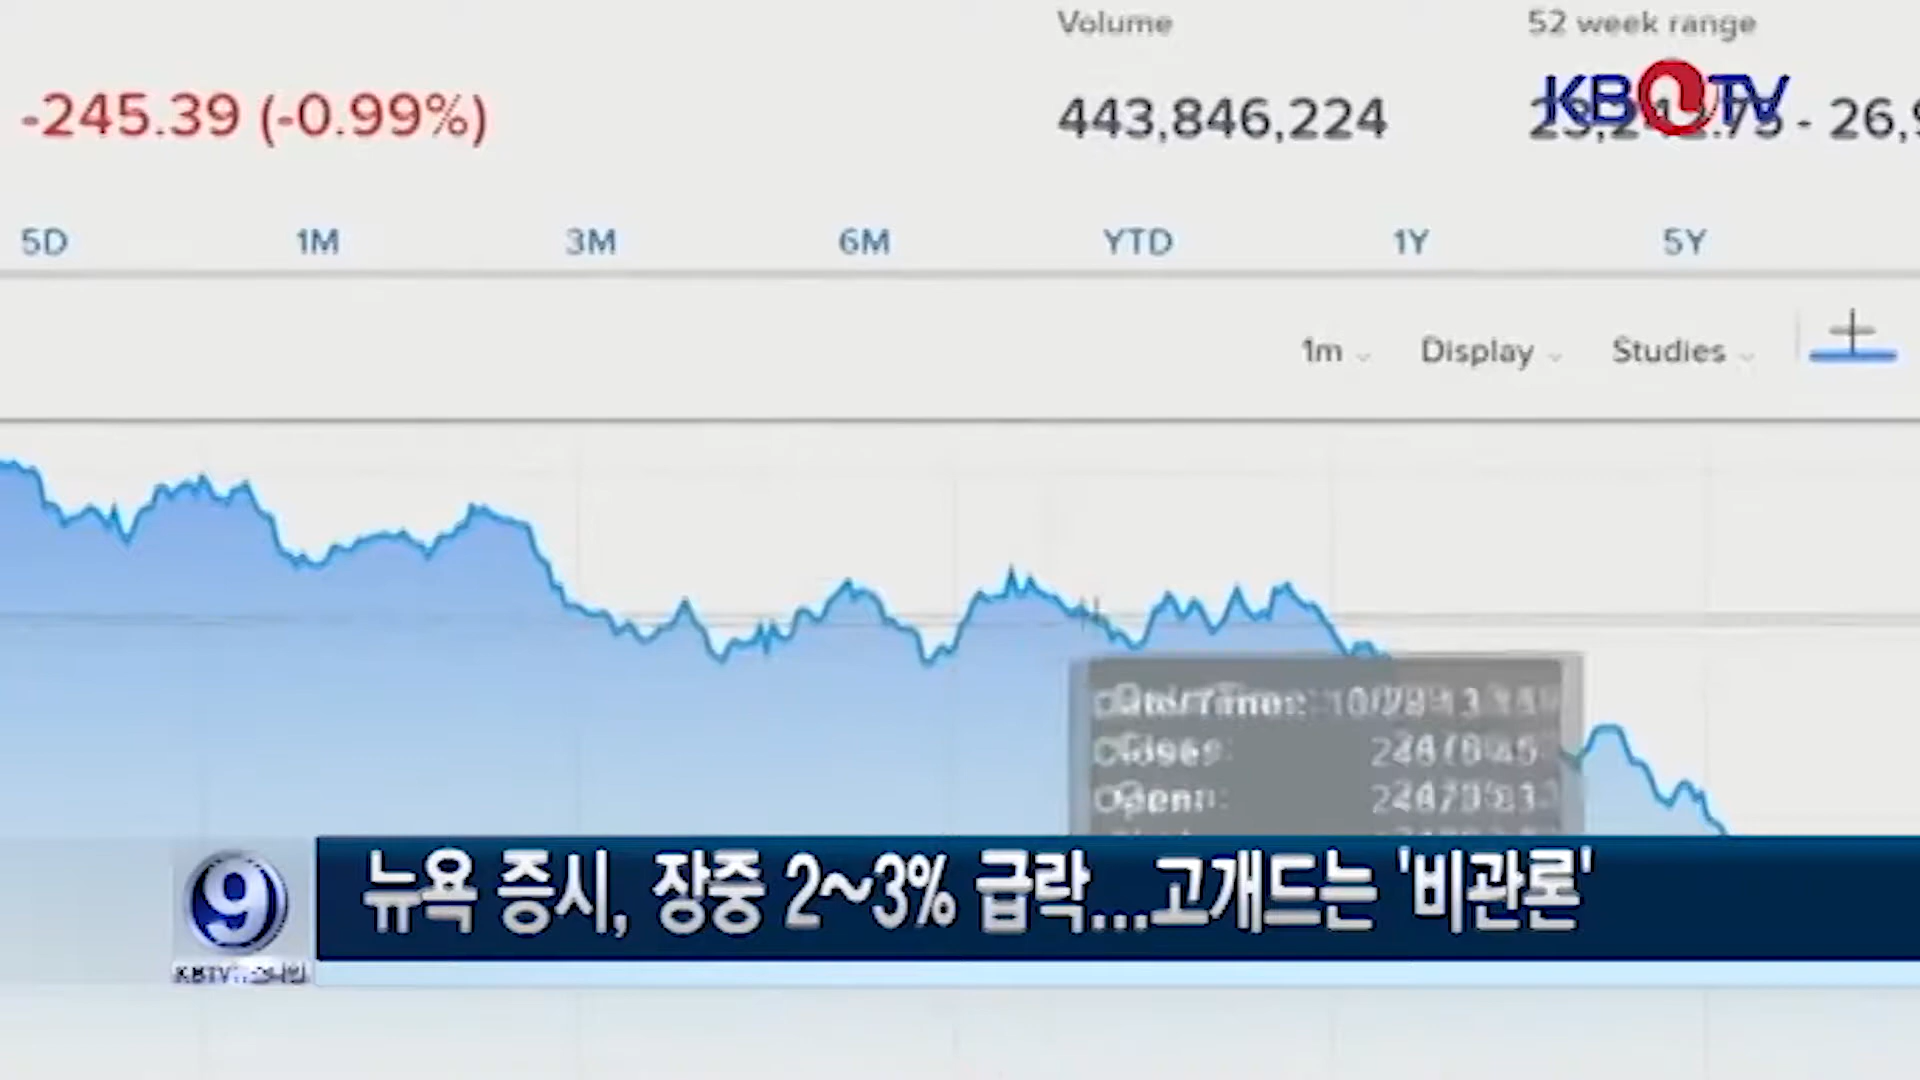 Volume
52 week range
KBTV
-245.39 (-0.99%)
443,846,224
5D 1M 3M 6M YTD 1Y 5Y
1m Display Studies
뉴욕 증시, 장중 2~3% 급락...고개드는 '비관론'
9